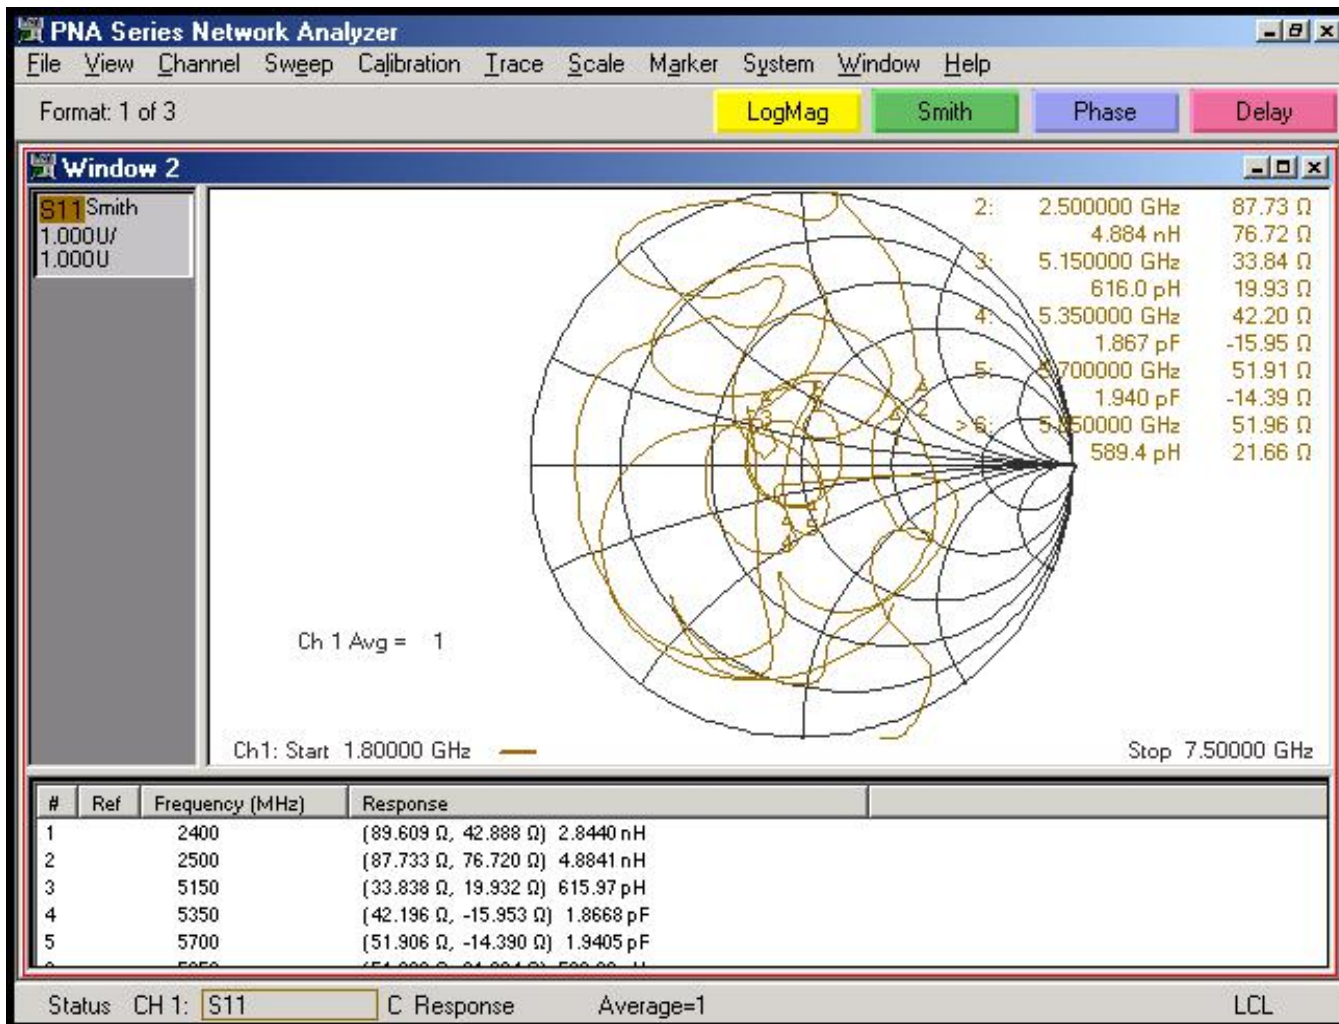 PNA Series Network Analyzer
File View Channel Sweep Calibration Trace Scale Marker System Window Help
Format: 1 of 3
LogMag Smith Phase Delay
Window 2
S11 Smith
1.000U/
1.000U
2: 2.500000 GHz 87.73 Ω
4.884 nH 76.72 Ω
3: 5.150000 GHz 33.84 Ω
616.0 pH 19.93 Ω
4: 5.350000 GHz 42.20 Ω
1.867 pF -15.95 Ω
5: 5.700000 GHz 51.91 Ω
1.940 pF -14.39 Ω
> 6: 5.850000 GHz 51.96 Ω
589.4 pH 21.66 Ω
3
2
5
4
Ch 1 Avg = 1
Ch1: Start 1.80000 GHz
Stop 7.50000 GHz
# Ref Frequency (MHz) Response
1 2400 (89.609 Ω, 42.888 Ω) 2.8440 nH
2 2500 (87.733 Ω, 76.720 Ω) 4.8841 nH
3 5150 (33.838 Ω, 19.932 Ω) 615.97 pH
4 5350 (42.196 Ω, -15.953 Ω) 1.8668 pF
5 5700 (51.906 Ω, -14.390 Ω) 1.9405 pF
Status CH 1: S11 C Response Average=1 LCL